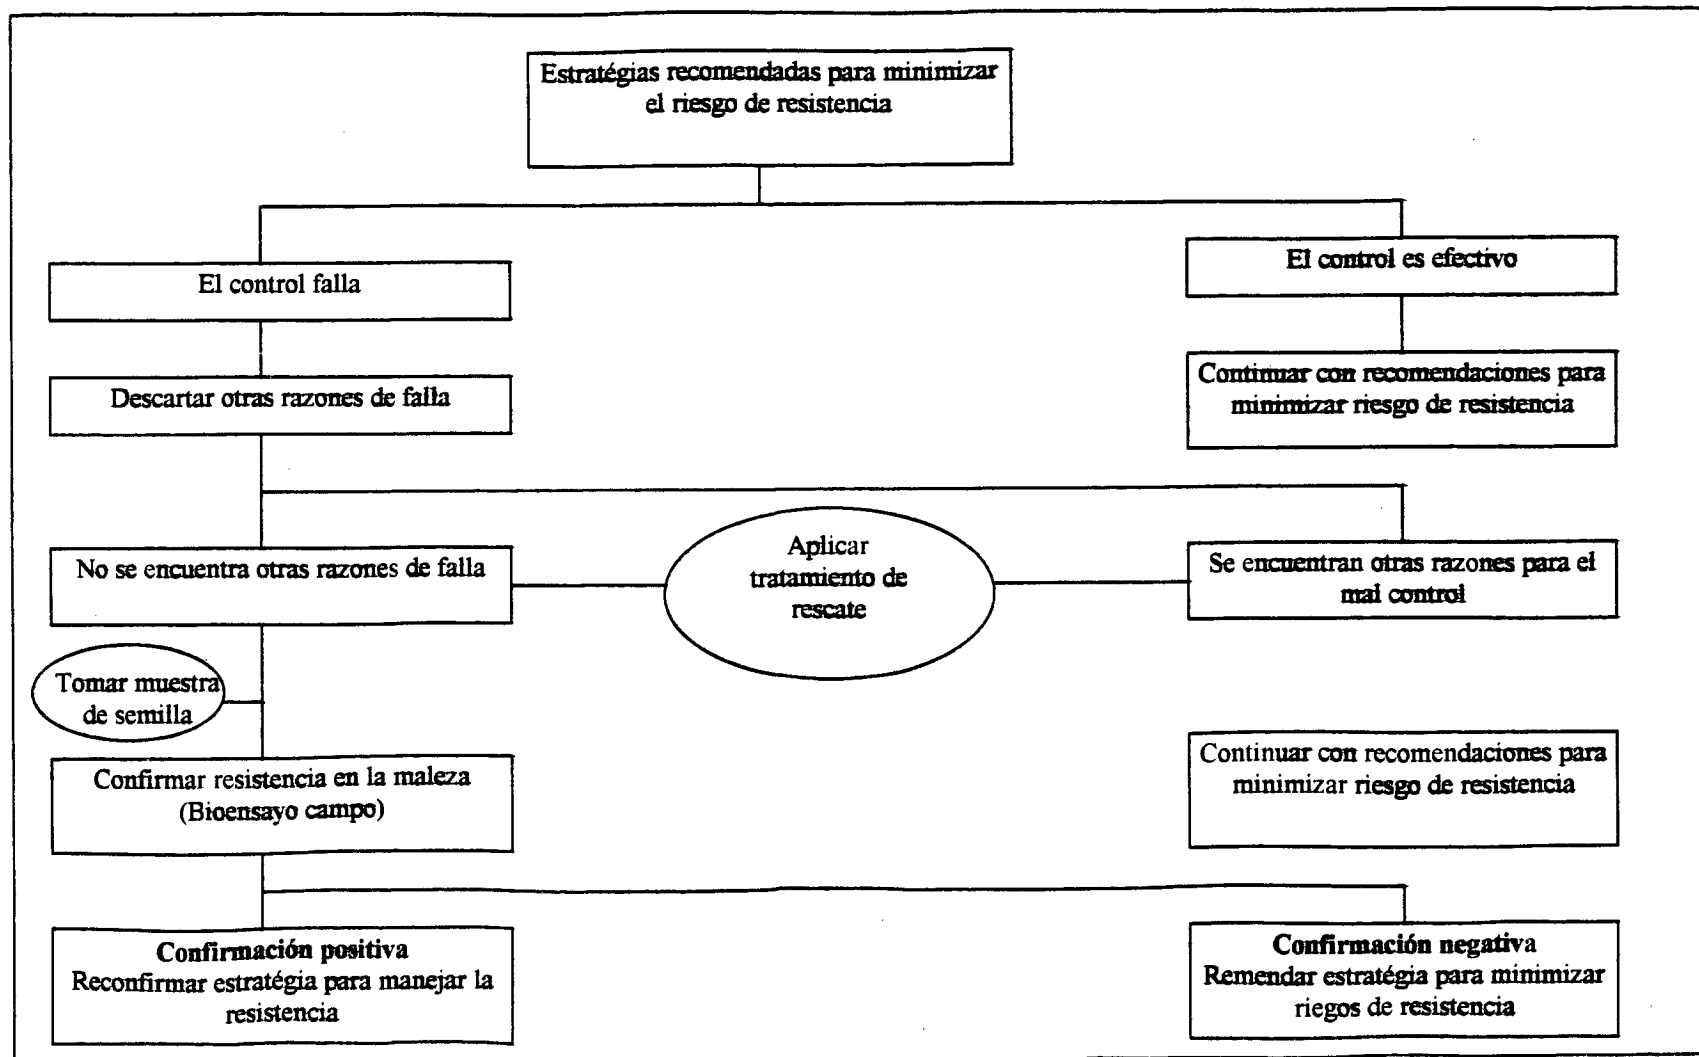 Estratégias recomendadas para minimizar
el riesgo de resistencia
El control falla
El control es efectivo
Descartar otras razones de falla
Continuar con recomendaciones para
minimizar riesgo de resistencia
No se encuentra otras razones de falla
Aplicar
tratamiento de
rescate
Se encuentran otras razones para el
mal control
Tomar muestra
de semilla
Confirmar resistencia en la maleza
(Bioensayo campo)
Continuar con recomendaciones para
minimizar riesgo de resistencia
Confirmación positiva
Reconfirmar estratégia para manejar la
resistencia
Confirmación negativa
Remendar estratégia para minimizar
riegos de resistencia